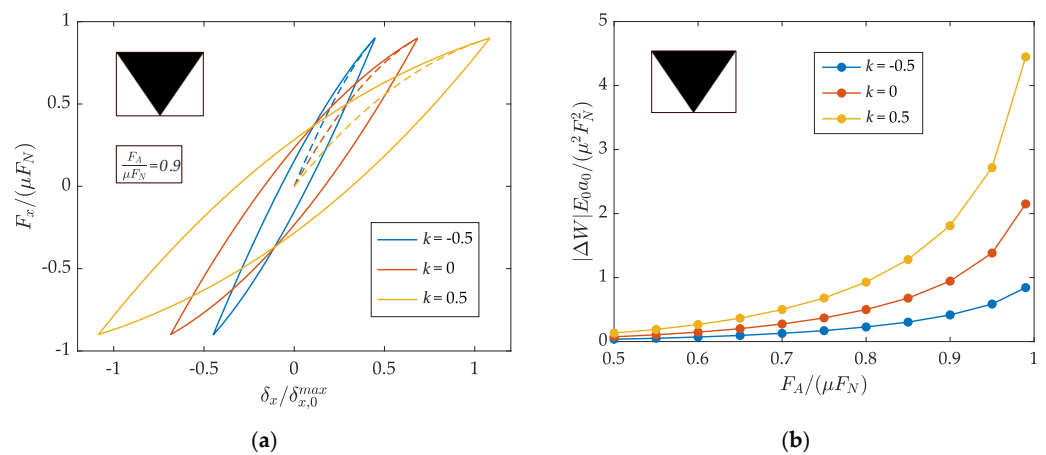 1
0.5
0
-0.5
-1
-1
-0.5
0
0.5
1
F_x/(μF_N)
δ_x/δ_{x,0}^{max}
F_A/μF_N=0.9
k = -0.5
k = 0
k = 0.5
(a)
5
4
3
2
1
0
0.5
0.6
0.7
0.8
0.9
1
|ΔW|E_0a_0/(μ^2F_N^2)
F_A/(μF_N)
k = -0.5
k = 0
k = 0.5
(b)